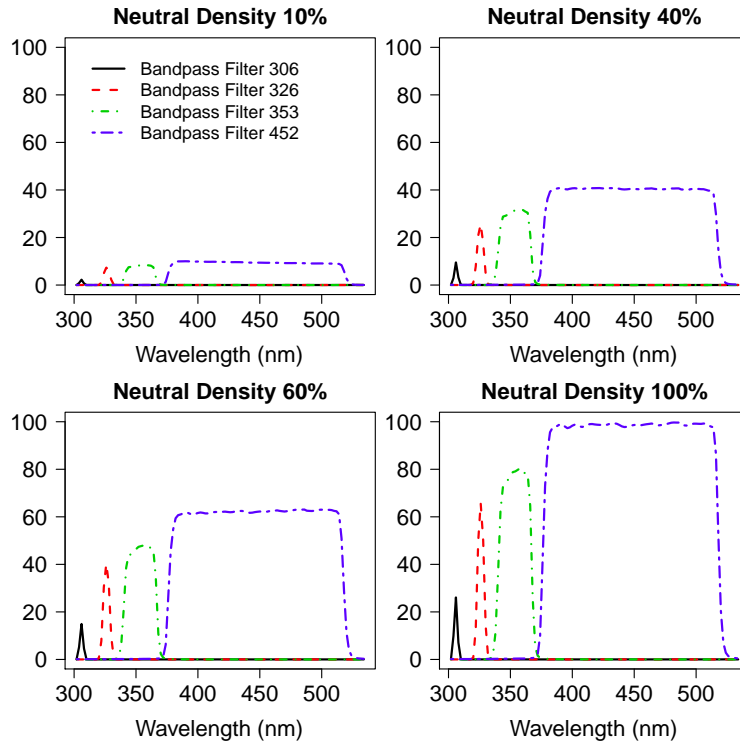 Neutral Density 10%
100
80
60
40
20
0
Bandpass Filter 306
Bandpass Filter 326
Bandpass Filter 353
Bandpass Filter 452
300 350 400 450 500
Wavelength (nm)
Neutral Density 40%
100
80
60
40
20
0
300 350 400 450 500
Wavelength (nm)
Neutral Density 60%
100
80
60
40
20
0
300 350 400 450 500
Wavelength (nm)
Neutral Density 100%
100
80
60
40
20
0
300 350 400 450 500
Wavelength (nm)